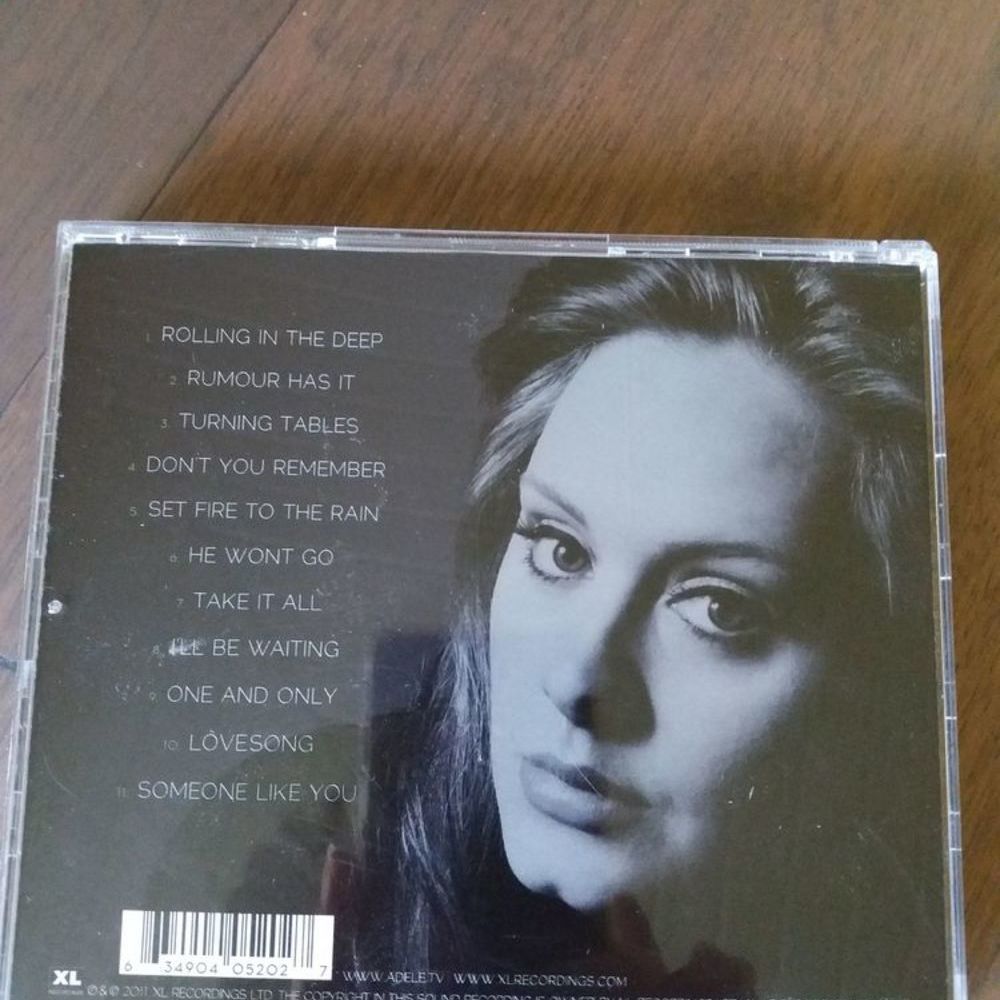 1. ROLLING IN THE DEEP
2. RUMOUR HAS IT
3. TURNING TABLES
4. DON'T YOU REMEMBER
5. SET FIRE TO THE RAIN
6. HE WONT GO
7. TAKE IT ALL
8. I'LL BE WAITING
9. ONE AND ONLY
10. LOVESONG
11. SOMEONE LIKE YOU
6 34904 05202 7
WWW.ADELE.TV WWW.XLRECORDINGS.COM
XL
℗ & © 2011 XL RECORDINGS LTD. THE COPYRIGHT IN THIS SOUND RECORDING IS OWNED